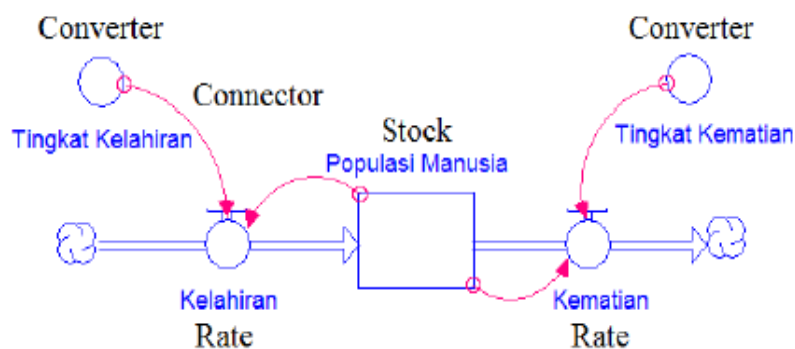 Converter
Converter
Connector
Tingkat Kelahiran
Stock
Tingkat Kematian
Populasi Manusia
Kelahiran
Kematian
Rate
Rate